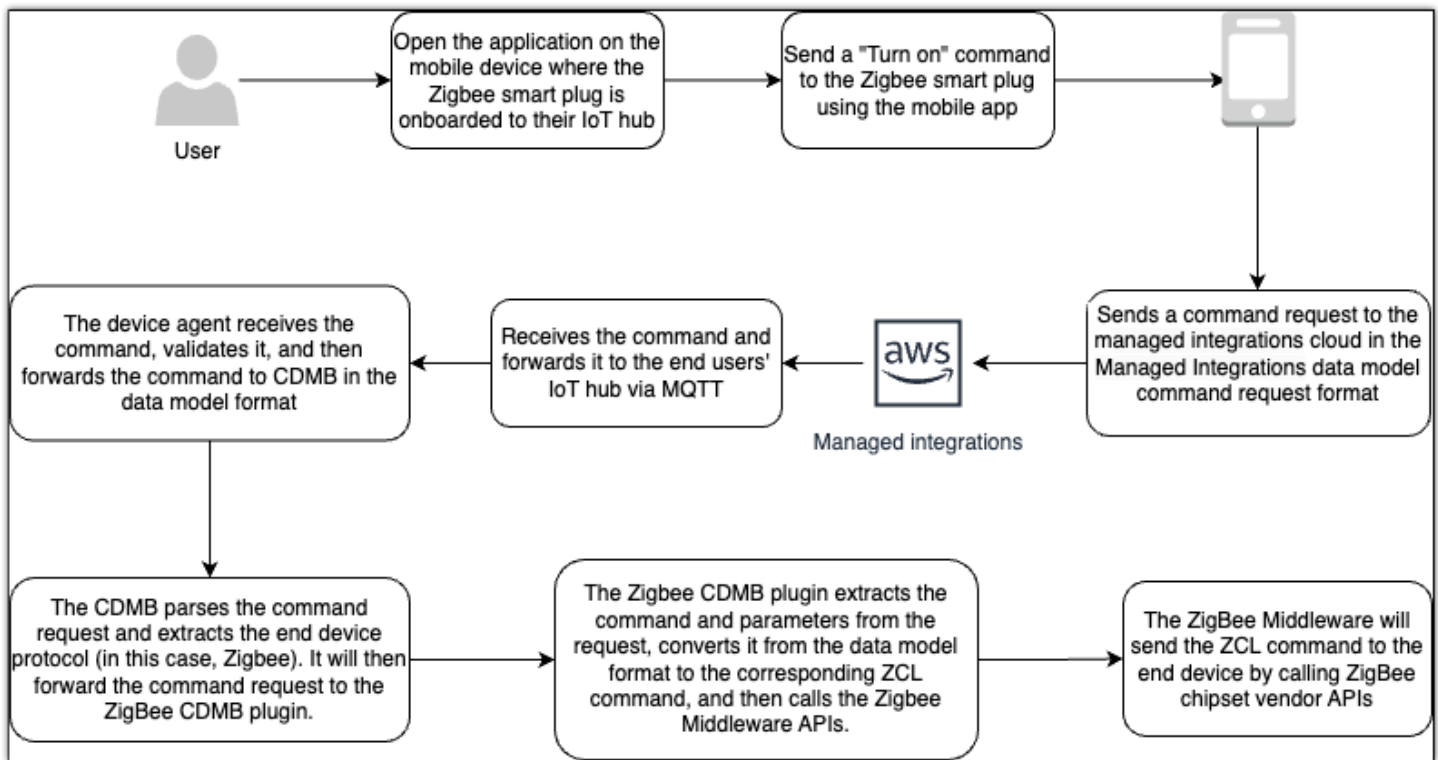 Open the application on the
mobile device where the
Zigbee smart plug is
onboarded to their IoT hub
Send a "Turn on" command
to the Zigbee smart plug
using the mobile app
User
Sends a command request to the
managed integrations cloud in the
Managed Integrations data model
command request format
aws
Managed integrations
Receives the command and
forwards it to the end users'
IoT hub via MQTT
The device agent receives the
command, validates it, and then
forwards the command to CDMB in the
data model format
The CDMB parses the command
request and extracts the end device
protocol (in this case, Zigbee). It will then
forward the command request to the
ZigBee CDMB plugin.
The Zigbee CDMB plugin extracts the
command and parameters from the
request, converts it from the data model
format to the corresponding ZCL
command, and then calls the Zigbee
Middleware APIs.
The ZigBee Middleware will
send the ZCL command to the
end device by calling ZigBee
chipset vendor APIs